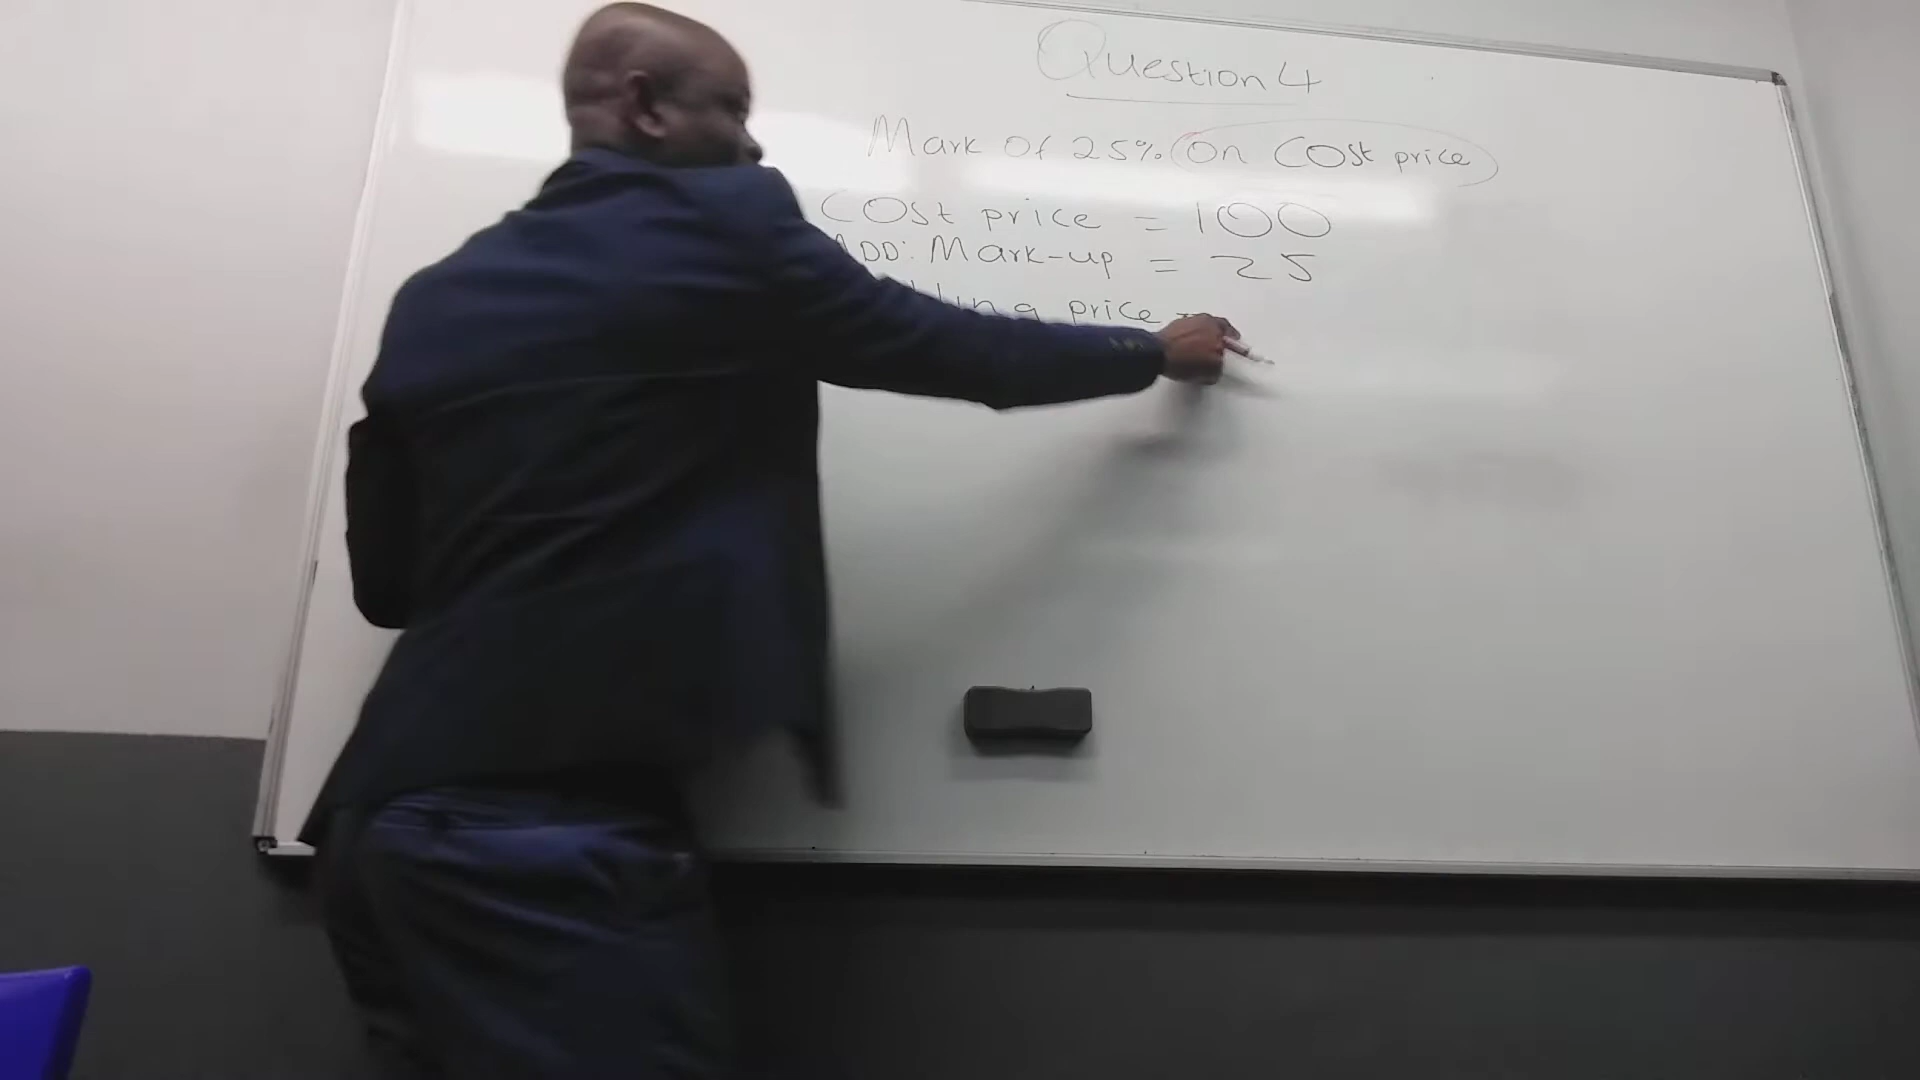 Question 4
Mark of 25% on Cost price
Cost price = 100
ADD: Mark-up = 25
price =